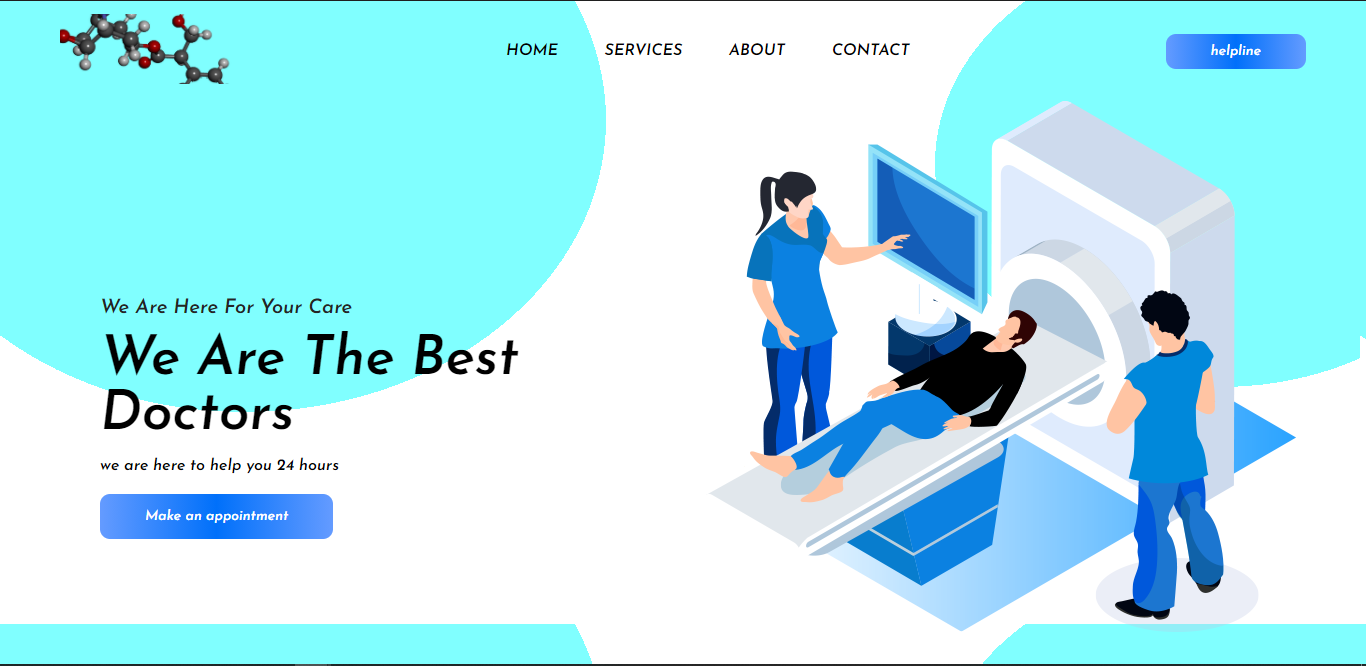 HOME SERVICES ABOUT CONTACT helpline
We Are Here For Your Care
We Are The Best
Doctors
we are here to help you 24 hours
Make an appointment